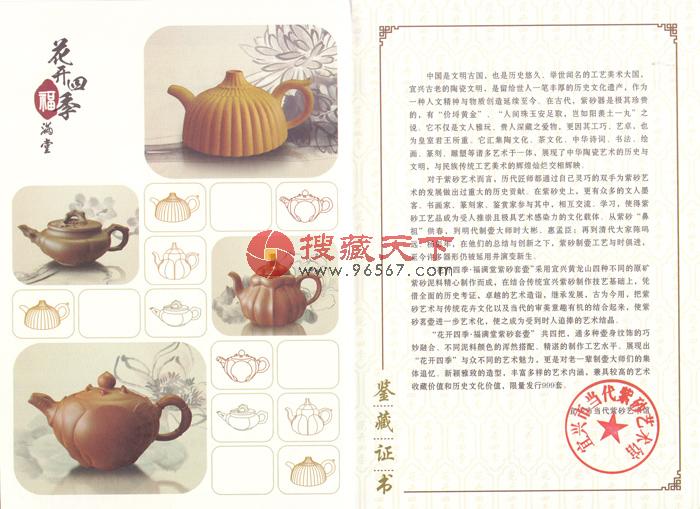 花开四季
福
满堂
搜藏天下
www.96567.com
中国是文明古国，也是历史悠久、举世闻名的工艺美术大国，
宜兴古老的陶瓷文明，是留给世人一笔丰厚的历史文化遗产，作为
一种人文精神与物质创造延续至今。在古代，紫砂器是极其珍贵
的，有“价埒黄金”、“人间珠玉安足取，岂如阳羡土一丸”之
说。它不仅是文人雅玩、贵人深藏之爱物，更因其工巧、艺卓，也
为皇室君王所重。它汇集陶文化、茶文化、中华诗词、书法、绘
画、篆刻、雕塑等诸多艺术于一体，展现了中华陶瓷艺术的历史与
文明，与民族传统工艺美术的辉煌灿烂交相辉映。
对于紫砂艺术而言，历代匠师都通过自己灵巧的双手为紫砂艺
术的发展做出过重大的历史贡献。在紫砂史上，更有众多的文人墨
客、书画家、篆刻家、鉴赏家参与其中，相互交流、学习，使得紫
砂工艺品成为受人推崇且极具艺术感染力的文化载体。从紫砂“鼻
祖”供春，到明代制壶大师时大彬、惠孟臣；再到清代大家陈鸣
远、杨彭年，在他们的总结与创新之下，紫砂制壶工艺与时俱进，
至今许多器形仍被延用并演变新生。
“花开四季·福满堂紫砂套壶”采用宜兴黄龙山四种不同的原矿
紫砂泥料精心制作而成，在结合传统宜兴紫砂制作技艺基础上，凭
借全面的历史考证、卓越的艺术造诣，继承发展，古为今用，把紫
砂艺术与传统花卉文化以及当代的审美意趣有机的结合起来，使紫
砂茗壶进一步艺术化，使之成为受到时人追捧的艺术结晶。
“花开四季·福满堂紫砂套壶”共四把，通多种壶身纹饰的巧
妙融合、不同泥料颜色的浑然搭配、精湛的制作工艺水平，展现出
“花开四季”与众不同的艺术魅力，更是对老一辈制壶大师们的集
体追忆。新颖雅致的造型，丰富多样的艺术内涵，兼具较高的艺术
收藏价值和历史文化价值，限量发行999套。
宜兴市当代紫砂艺术馆
宜兴市当代紫砂艺术馆
鉴藏证书